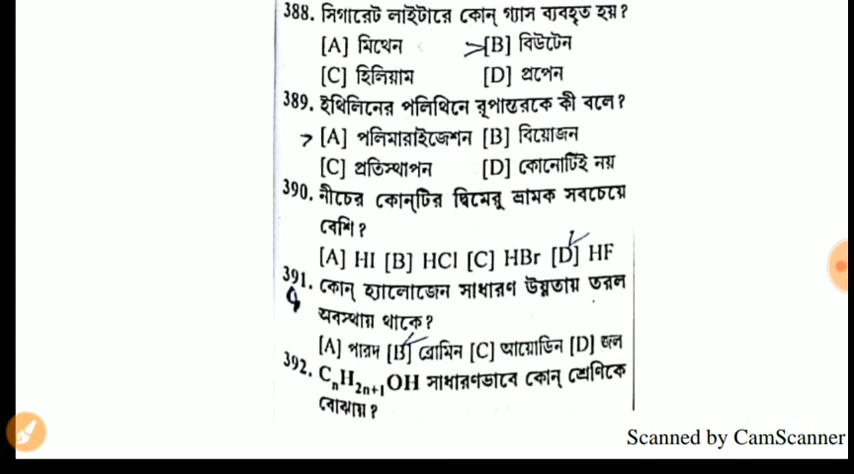 388. সিগারেট লাইটারে কোন্ গ্যাস ব্যবহৃত হয়?
[A] মিথেন [B] বিউটেন
[C] হিলিয়াম [D] প্রপেন
389. ইথিলিনের পলিথিনে রূপান্তরকে কী বলে?
[A] পলিমারাইজেশন [B] বিয়োজন
[C] প্রতিস্থাপন [D] কোনোটিই নয়
390. নীচের কোন্‌টির দ্বিমেরু ভ্রামক সবচেয়ে
বেশি?
[A] HI [B] HCl [C] HBr [D] HF
391. কোন্ হ্যালোজেন সাধারণ উষ্ণতায় তরল
অবস্থায় থাকে?
[A] পারদ [B] ব্রোমিন [C] আয়োডিন [D] জল
392. CₙH₂ₙ₊₁OH সাধারণভাবে কোন্ শ্রেণিকে
বোঝায়?
Scanned by CamScanner